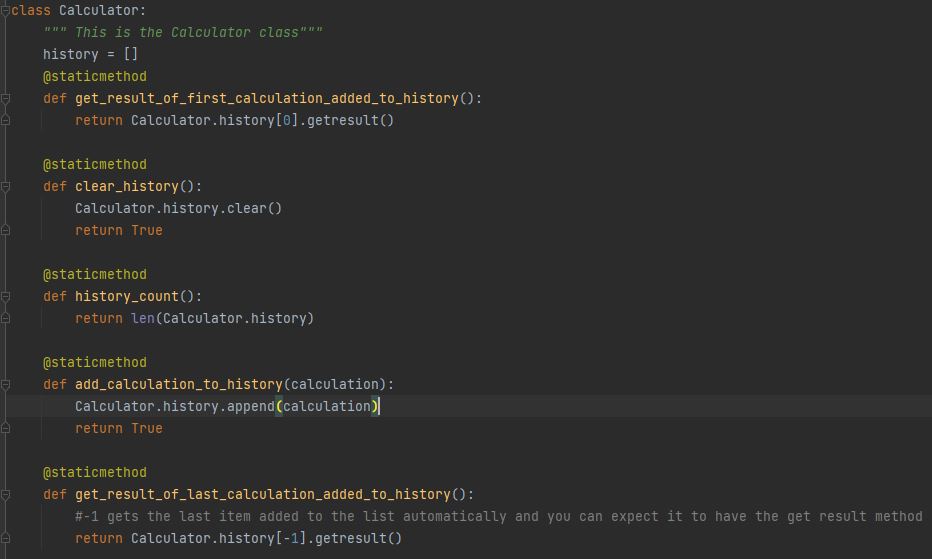 class Calculator:
    """ This is the Calculator class"""
    history = []
    @staticmethod
    def get_result_of_first_calculation_added_to_history():
        return Calculator.history[0].getresult()

    @staticmethod
    def clear_history():
        Calculator.history.clear()
        return True

    @staticmethod
    def history_count():
        return len(Calculator.history)

    @staticmethod
    def add_calculation_to_history(calculation):
        Calculator.history.append(calculation)
        return True

    @staticmethod
    def get_result_of_last_calculation_added_to_history():
        #-1 gets the last item added to the list automatically and you can expect it to have the get result method
        return Calculator.history[-1].getresult()